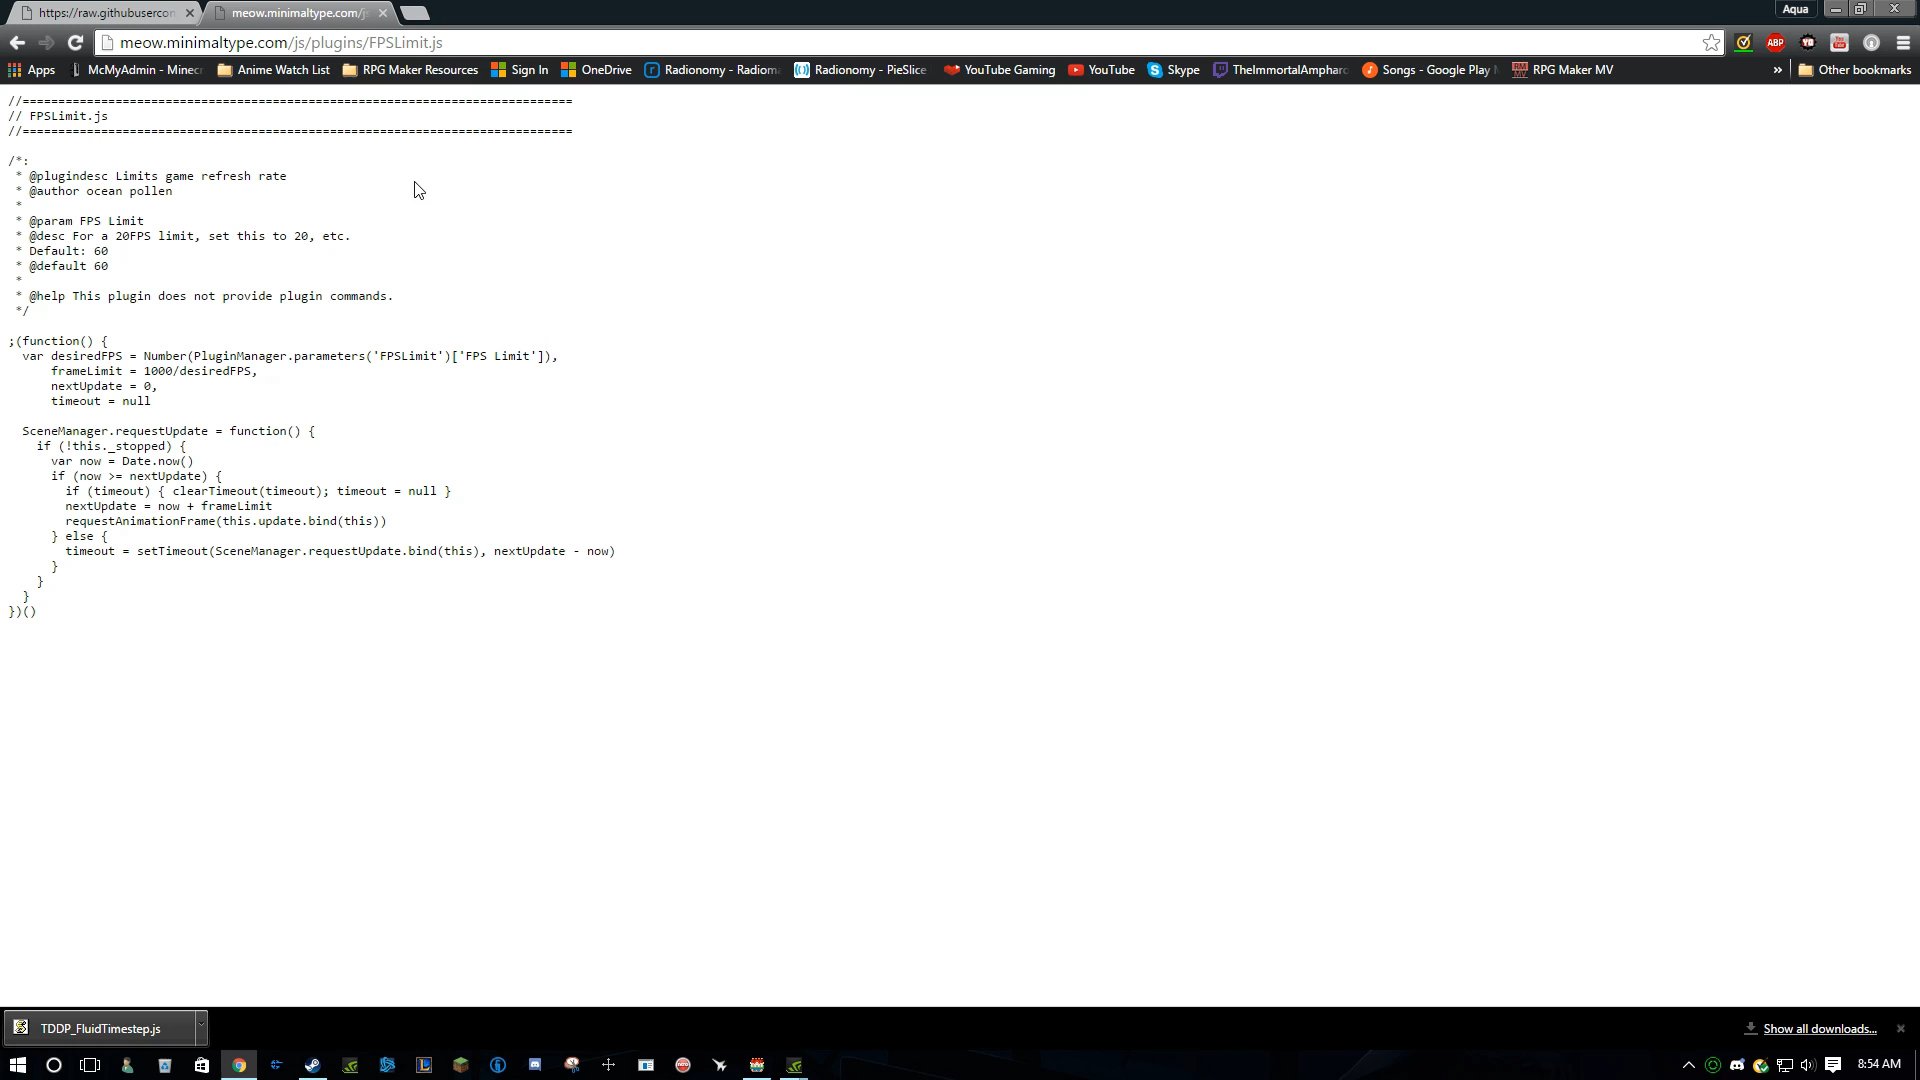 https://raw.githubusercon
meow.minimaltype.com/js
Aqua
meow.minimaltype.com/js/plugins/FPSLimit.js
ABP
Apps
McMyAdmin - Minecr
Anime Watch List
RPG Maker Resources
Sign In
OneDrive
Radionomy - Radioma
Radionomy - PieSlice
YouTube Gaming
YouTube
Skype
TheImmortalAmpharo
Songs - Google Play
RPG Maker MV
»
Other bookmarks
//=============================================================================
// FPSLimit.js
//=============================================================================
/*:
 * @plugindesc Limits game refresh rate
 * @author ocean pollen
 *
 * @param FPS Limit
 * @desc For a 20FPS limit, set this to 20, etc.
 * Default: 60
 * @default 60
 *
 * @help This plugin does not provide plugin commands.
 */
;(function() {
  var desiredFPS = Number(PluginManager.parameters('FPSLimit')['FPS Limit']),
      frameLimit = 1000/desiredFPS,
      nextUpdate = 0,
      timeout = null
  SceneManager.requestUpdate = function() {
    if (!this._stopped) {
      var now = Date.now()
      if (now >= nextUpdate) {
        if (timeout) { clearTimeout(timeout); timeout = null }
        nextUpdate = now + frameLimit
        requestAnimationFrame(this.update.bind(this))
      } else {
        timeout = setTimeout(SceneManager.requestUpdate.bind(this), nextUpdate - now)
      }
    }
  }
})()
TDDP_FluidTimestep.js
Show all downloads...
8:54 AM